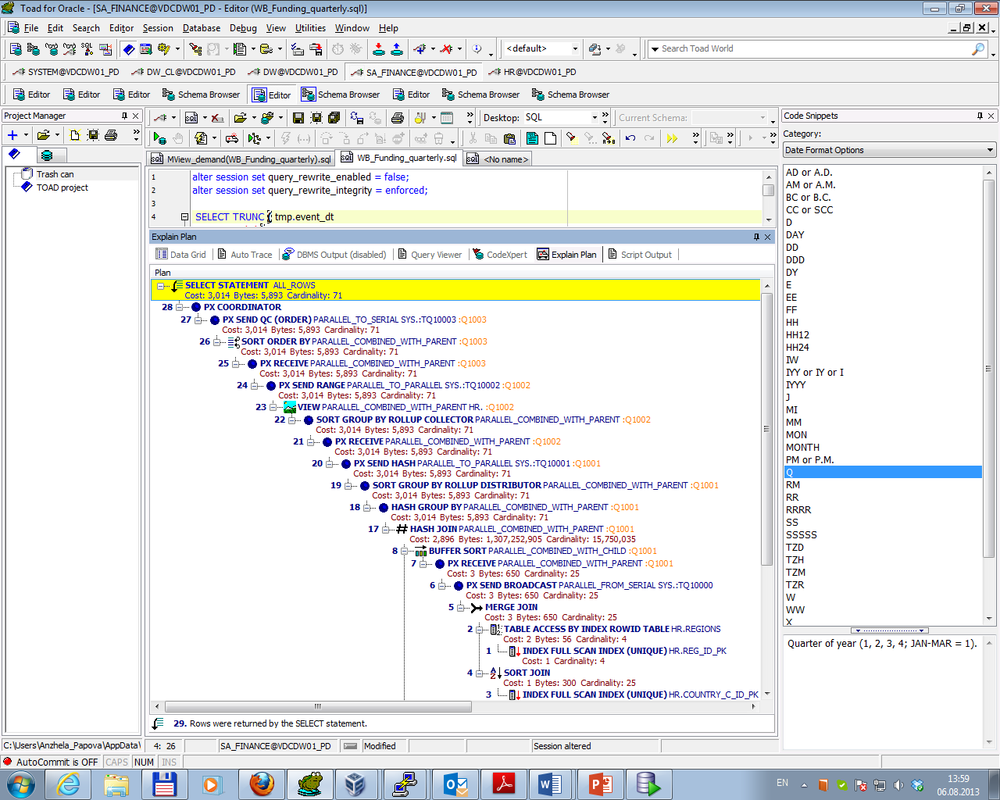 Toad for Oracle - [SA_FINANCE@VDCDW01_PD - Editor (WB_Funding_quarterly.sql)]
File Edit Search Editor Session Database Debug View Utilities Window Help
<default>
Search Toad World
SYSTEM@VDCDW01_PD DW_CL@VDCDW01_PD DW@VDCDW01_PD SA_FINANCE@VDCDW01_PD HR@VDCDW01_PD
Editor Editor Editor Schema Browser Editor Schema Browser Editor Schema Browser Schema Browser
Project Manager
Trash can
TOAD project
Desktop: SQL Current Schema:
MView_demand(WB_Funding_quarterly).sql WB_Funding_quarterly.sql <No name>
1 alter session set query_rewrite_enabled = false;
2 alter session set query_rewrite_integrity = enforced;
3
4 SELECT TRUNC ( tmp.event_dt
Explain Plan
Data Grid Auto Trace DBMS Output (disabled) Query Viewer CodeXpert Explain Plan Script Output
Plan
SELECT STATEMENT ALL_ROWS
Cost: 3,014 Bytes: 5,893 Cardinality: 71
28 PX COORDINATOR
27 PX SEND QC (ORDER) PARALLEL_TO_SERIAL SYS.:TQ10003 :Q1003
Cost: 3,014 Bytes: 5,893 Cardinality: 71
26 SORT ORDER BY PARALLEL_COMBINED_WITH_PARENT :Q1003
Cost: 3,014 Bytes: 5,893 Cardinality: 71
25 PX RECEIVE PARALLEL_COMBINED_WITH_PARENT :Q1003
Cost: 3,014 Bytes: 5,893 Cardinality: 71
24 PX SEND RANGE PARALLEL_TO_PARALLEL SYS.:TQ10002 :Q1002
Cost: 3,014 Bytes: 5,893 Cardinality: 71
23 VIEW PARALLEL_COMBINED_WITH_PARENT HR. :Q1002
22 SORT GROUP BY ROLLUP COLLECTOR PARALLEL_COMBINED_WITH_PARENT :Q1002
Cost: 3,014 Bytes: 5,893 Cardinality: 71
21 PX RECEIVE PARALLEL_COMBINED_WITH_PARENT :Q1002
Cost: 3,014 Bytes: 5,893 Cardinality: 71
20 PX SEND HASH PARALLEL_TO_PARALLEL SYS.:TQ10001 :Q1001
Cost: 3,014 Bytes: 5,893 Cardinality: 71
19 SORT GROUP BY ROLLUP DISTRIBUTOR PARALLEL_COMBINED_WITH_PARENT :Q1001
Cost: 3,014 Bytes: 5,893 Cardinality: 71
18 HASH GROUP BY PARALLEL_COMBINED_WITH_PARENT :Q1001
Cost: 3,014 Bytes: 5,893 Cardinality: 71
17 HASH JOIN PARALLEL_COMBINED_WITH_PARENT :Q1001
Cost: 2,896 Bytes: 1,307,252,905 Cardinality: 15,750,035
8 BUFFER SORT PARALLEL_COMBINED_WITH_CHILD :Q1001
7 PX RECEIVE PARALLEL_COMBINED_WITH_PARENT :Q1001
Cost: 3 Bytes: 650 Cardinality: 25
6 PX SEND BROADCAST PARALLEL_FROM_SERIAL SYS.:TQ10000
Cost: 3 Bytes: 650 Cardinality: 25
5 MERGE JOIN
Cost: 3 Bytes: 650 Cardinality: 25
2 TABLE ACCESS BY INDEX ROWID TABLE HR.REGIONS
Cost: 2 Bytes: 56 Cardinality: 4
1 INDEX FULL SCAN INDEX (UNIQUE) HR.REG_ID_PK
Cost: 1 Cardinality: 4
4 SORT JOIN
Cost: 1 Bytes: 300 Cardinality: 25
3 INDEX FULL SCAN INDEX (UNIQUE) HR.COUNTRY_C_ID_PK
29. Rows were returned by the SELECT statement.
Code Snippets
Category:
Date Format Options
AD or A.D.
AM or A.M.
BC or B.C.
CC or SCC
D
DAY
DD
DDD
DY
E
EE
FF
HH
HH12
HH24
IW
IYY or IY or I
IYYY
J
MI
MM
MON
MONTH
PM or P.M.
Q
RM
RR
RRRR
SS
SSSSS
TZD
TZH
TZM
TZR
W
WW
X
Quarter of year (1, 2, 3, 4; JAN-MAR = 1).
C:\Users\Anzhela_Papova\AppData\ 4: 26 SA_FINANCE@VDCDW01_PD Modified Session altered
AutoCommit is OFF CAPS NUM INS
EN 13:59
06.08.2013